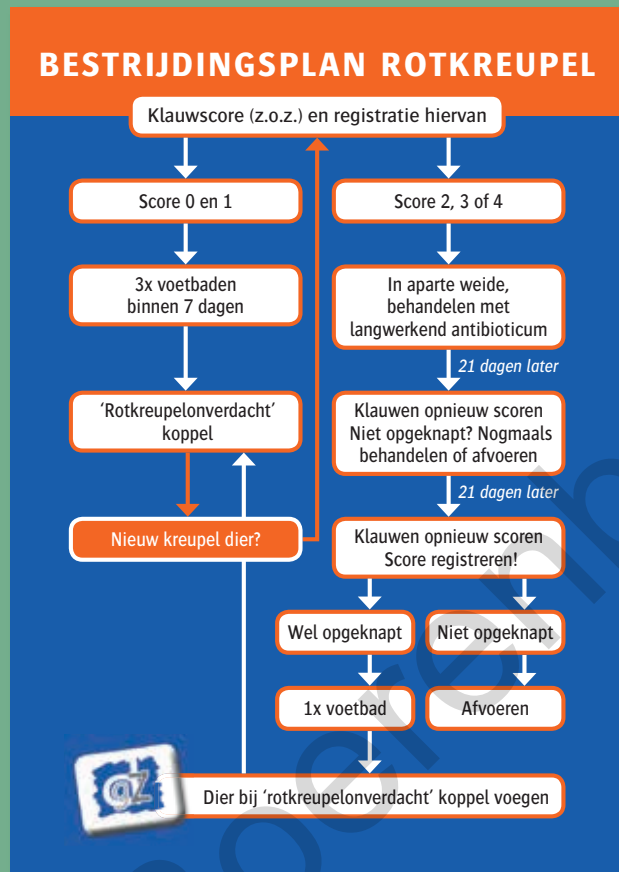 BESTRIJDINGSPLAN ROTKREUPEL
Klauwscore (z.o.z.) en registratie hiervan
Score 0 en 1
Score 2, 3 of 4
3x voetbaden
binnen 7 dagen
In aparte weide,
behandelen met
langwerkend antibioticum
21 dagen later
'Rotkreupelonverdacht'
koppel
Klauwen opnieuw scoren
Niet opgeknapt? Nogmaals
behandelen of afvoeren
21 dagen later
Nieuw kreupel dier?
Klauwen opnieuw scoren
Score registreren!
Wel opgeknapt
Niet opgeknapt
1x voetbad
Afvoeren
Dier bij 'rotkreupelonverdacht' koppel voegen